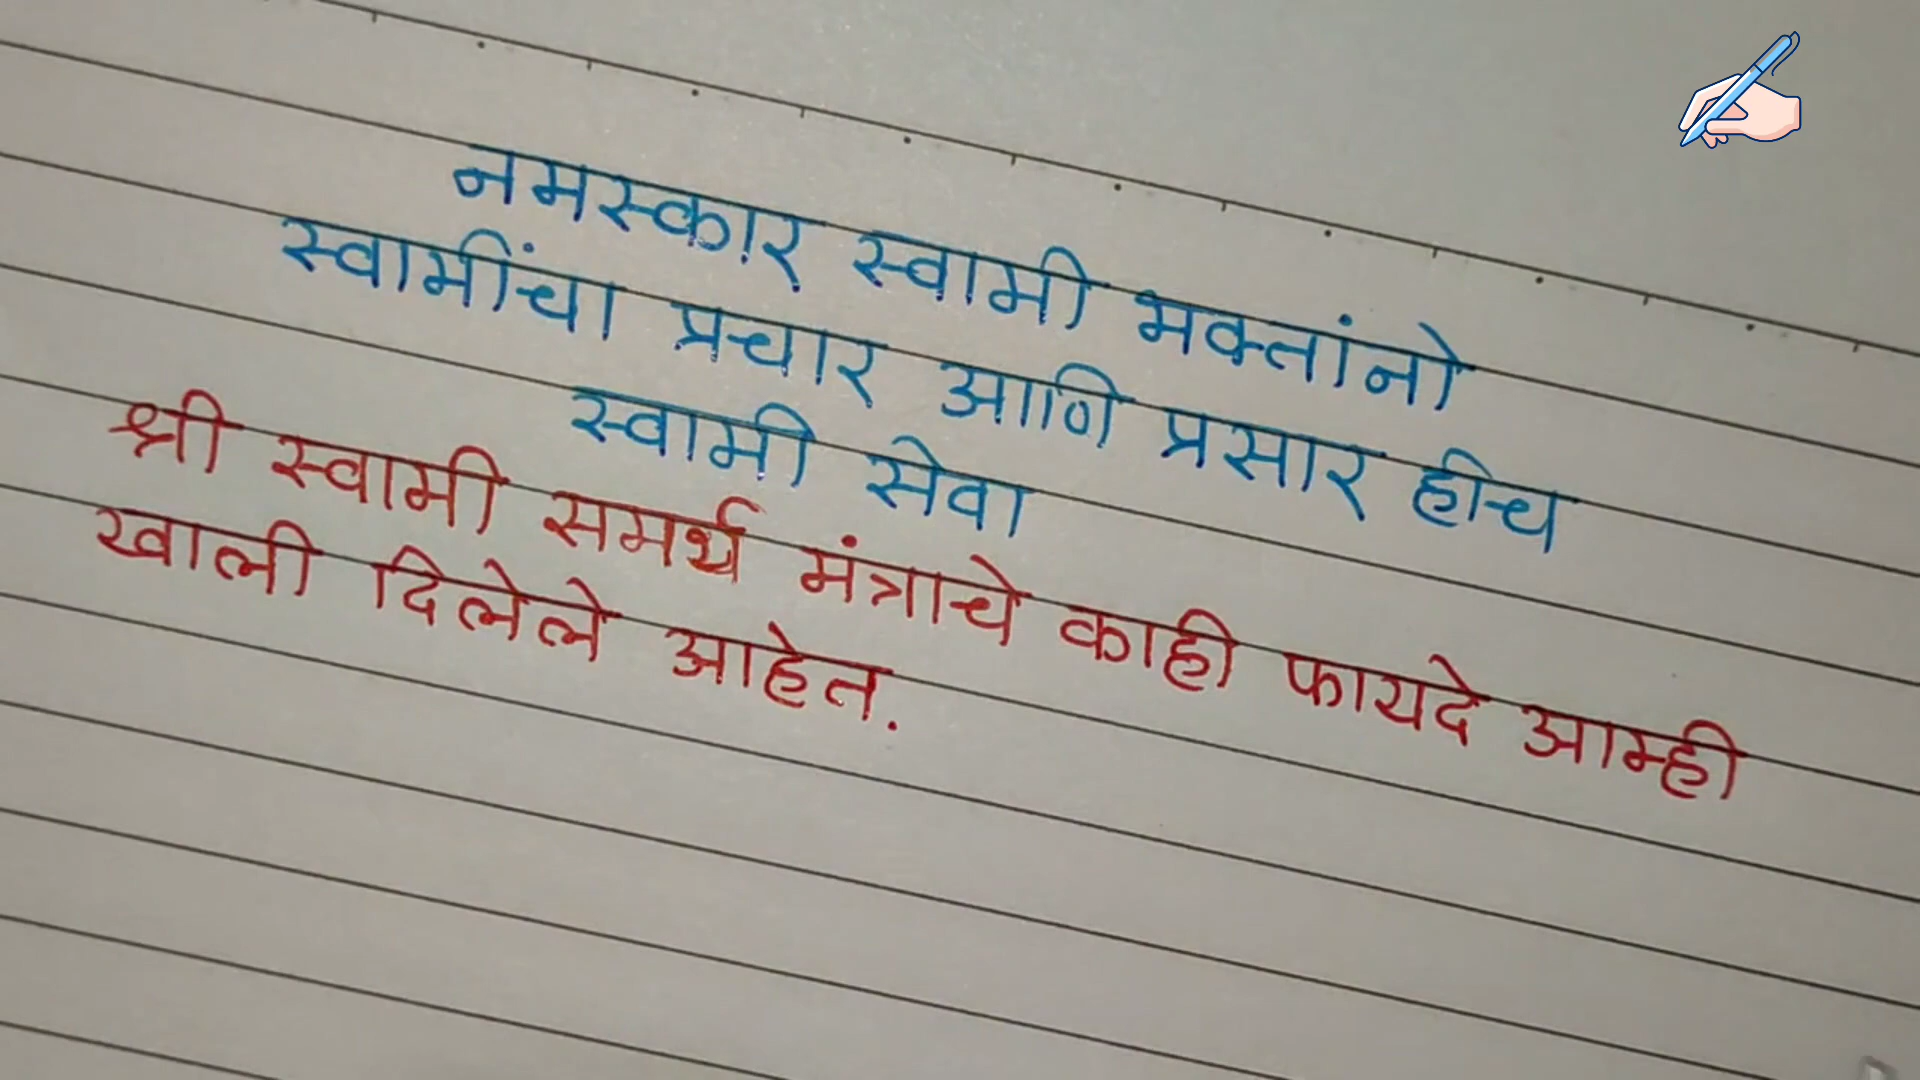 नमस्कार स्वामी भक्तांनो
स्वामींचा प्रचार आणि प्रसार हीच
स्वामी सेवा
श्री स्वामी समर्थ मंत्राचे काही फायदे आम्ही
खाली दिलेले आहेत.